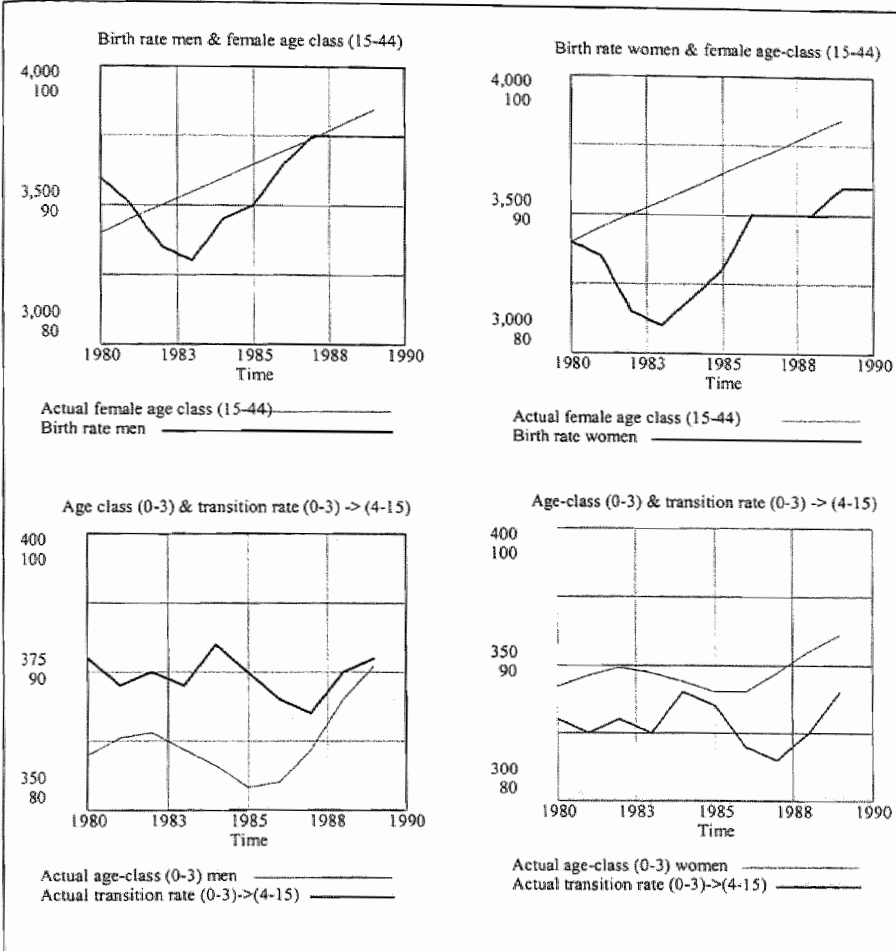 Birth rate men & female age class (15-44)
4,000
100
3,500
90
3,000
80
1980 1983 1985 1988 1990
Time
Actual female age class (15-44)
Birth rate men
Birth rate women & female age-class (15-44)
4,000
100
3,500
90
3,000
80
1980 1983 1985 1988 1990
Time
Actual female age class (15-44)
Birth rate women
Age class (0-3) & transition rate (0-3) -> (4-15)
400
100
375
90
350
80
1980 1983 1985 1988 1990
Time
Actual age-class (0-3) men
Actual transition rate (0-3)->(4-15)
Age-class (0-3) & transition rate (0-3) -> (4-15)
400
100
350
90
300
80
1980 1983 1985 1988 1990
Time
Actual age-class (0-3) women
Actual transition rate (0-3)->(4-15)